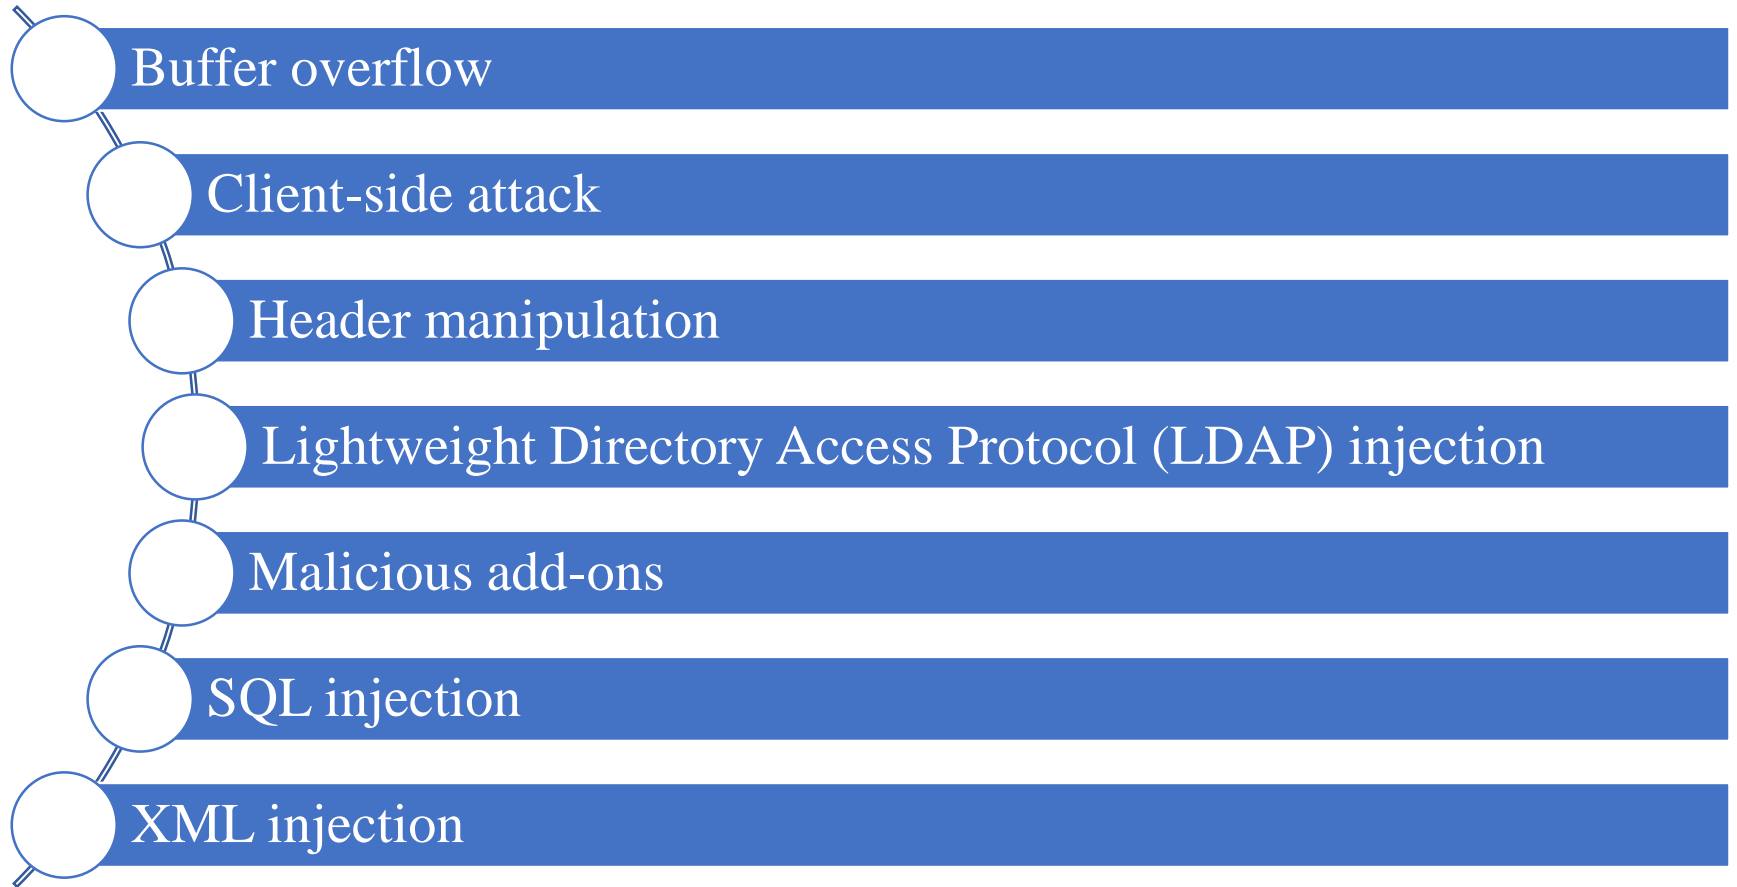 Buffer overflow
Client-side attack
Header manipulation
Lightweight Directory Access Protocol (LDAP) injection
Malicious add-ons
SQL injection
XML injection